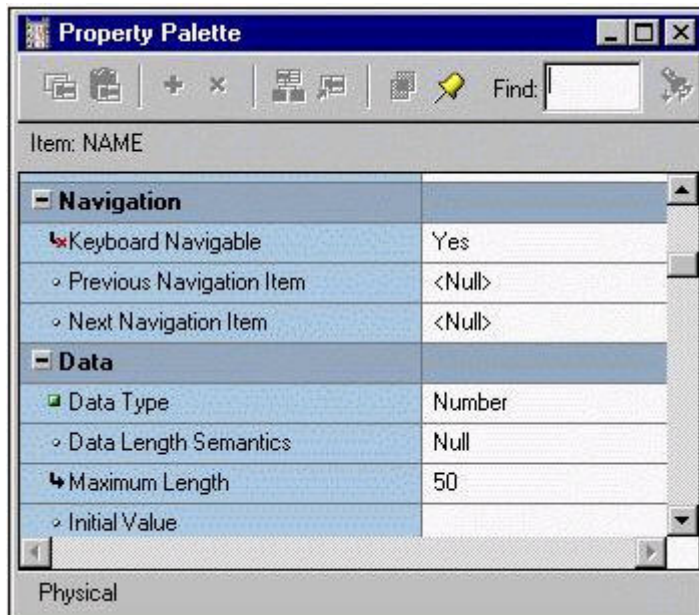 Property Palette
Find:
Item: NAME
Navigation
Keyboard Navigable Yes
Previous Navigation Item <Null>
Next Navigation Item <Null>
Data
Data Type Number
Data Length Semantics Null
Maximum Length 50
Initial Value
Physical